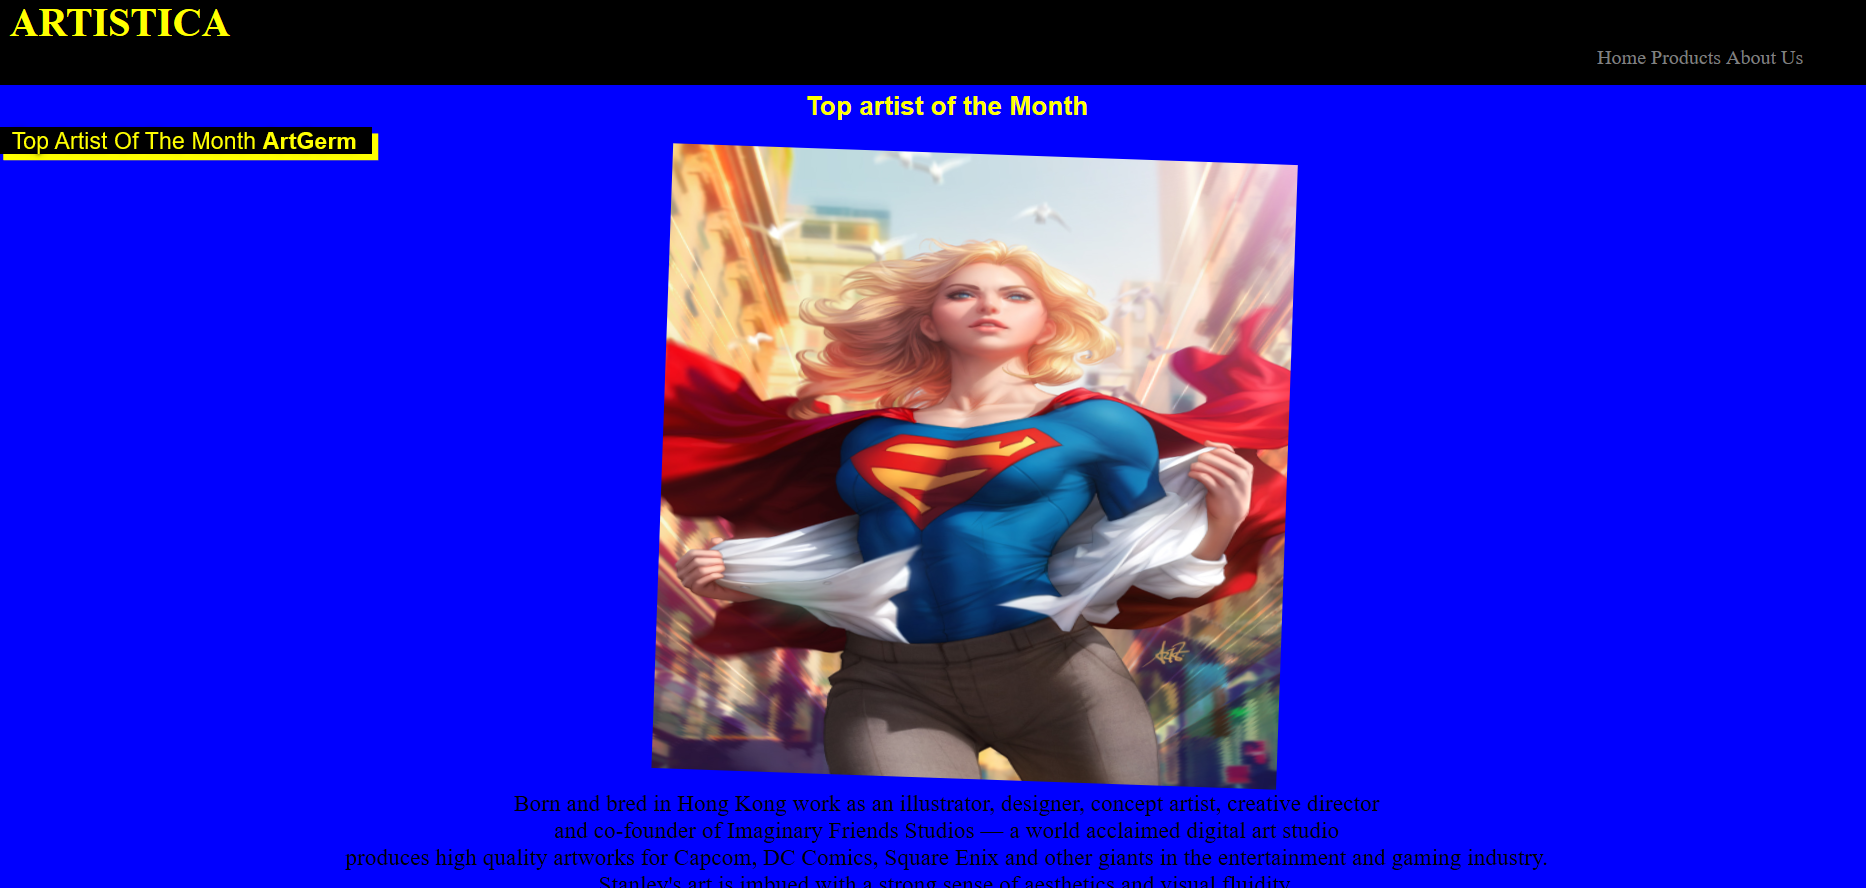 ARTISTICA
Home Products About Us
Top artist of the Month
Top Artist Of The Month ArtGerm
Born and bred in Hong Kong work as an illustrator, designer, concept artist, creative director
and co-founder of Imaginary Friends Studios — a world acclaimed digital art studio
produces high quality artworks for Capcom, DC Comics, Square Enix and other giants in the entertainment and gaming industry.
Stanley's art is imbued with a strong sense of aesthetics and visual fluidity